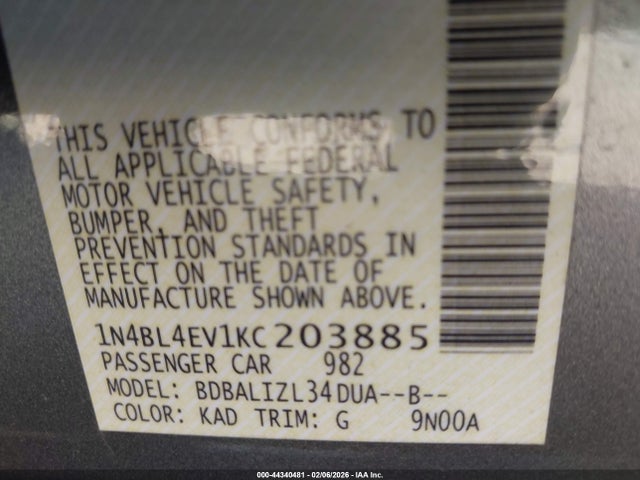 THIS VEHICLE CONFORMS TO
ALL APPLICABLE FEDERAL
MOTOR VEHICLE SAFETY,
BUMPER, AND THEFT
PREVENTION STANDARDS IN
EFFECT ON THE DATE OF
MANUFACTURE SHOWN ABOVE.
1N4BL4EV1KC203885
PASSENGER CAR 982
MODEL: BDBALIZL34DUA--B--
COLOR: KAD TRIM: G 9N00A
000-44340481 - 02/06/2026 - IAA Inc.